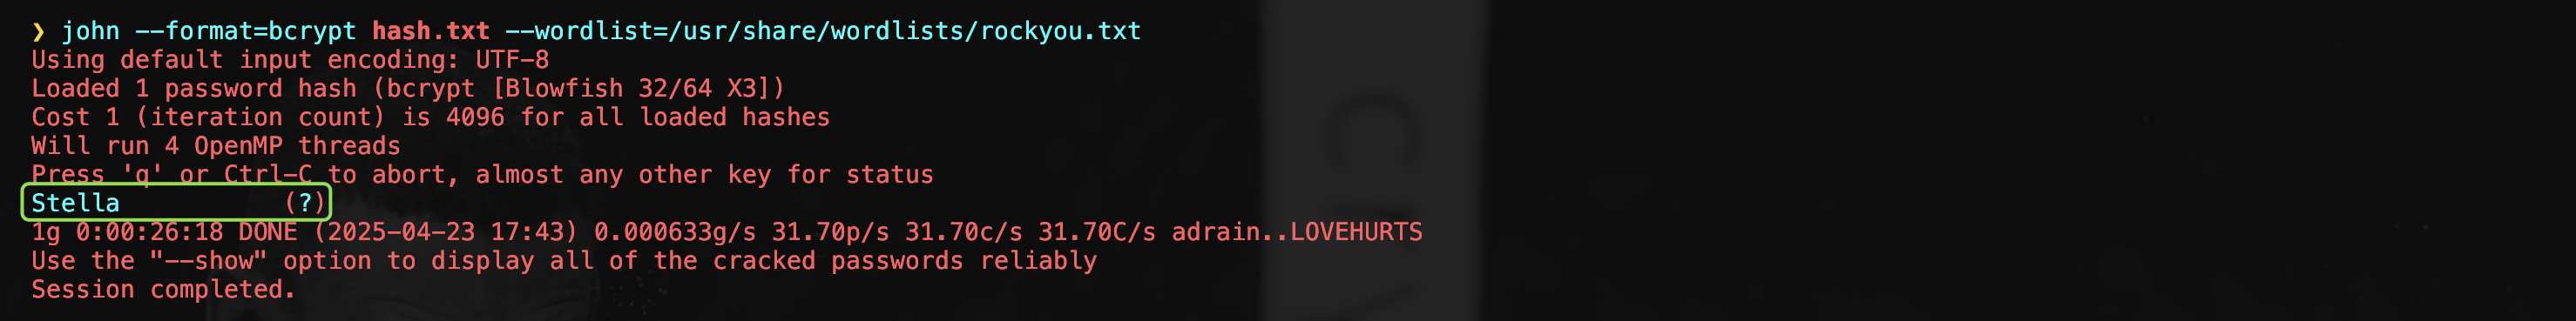 ❯ john --format=bcrypt hash.txt --wordlist=/usr/share/wordlists/rockyou.txt
Using default input encoding: UTF-8
Loaded 1 password hash (bcrypt [Blowfish 32/64 X3])
Cost 1 (iteration count) is 4096 for all loaded hashes
Will run 4 OpenMP threads
Press 'q' or Ctrl-C to abort, almost any other key for status
Stella           (?)
1g 0:00:26:18 DONE (2025-04-23 17:43) 0.000633g/s 31.70p/s 31.70c/s 31.70C/s adrain..LOVEHURTS
Use the "--show" option to display all of the cracked passwords reliably
Session completed.